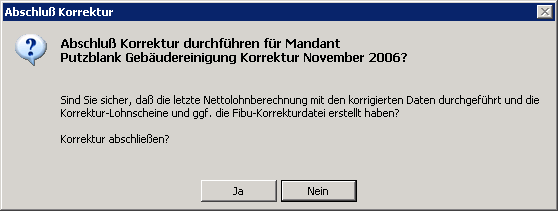 Abschluß Korrektur
Abschluß Korrektur durchführen für Mandant
Putzblank Gebäudereinigung Korrektur November 2006?
Sind Sie sicher, daß die letzte Nettolohnberechnung mit den korrigierten Daten durchgeführt und die
Korrektur-Lohnscheine und ggf. die Fibu-Korrekturdatei erstellt haben?
Korrektur abschließen?
Ja
Nein